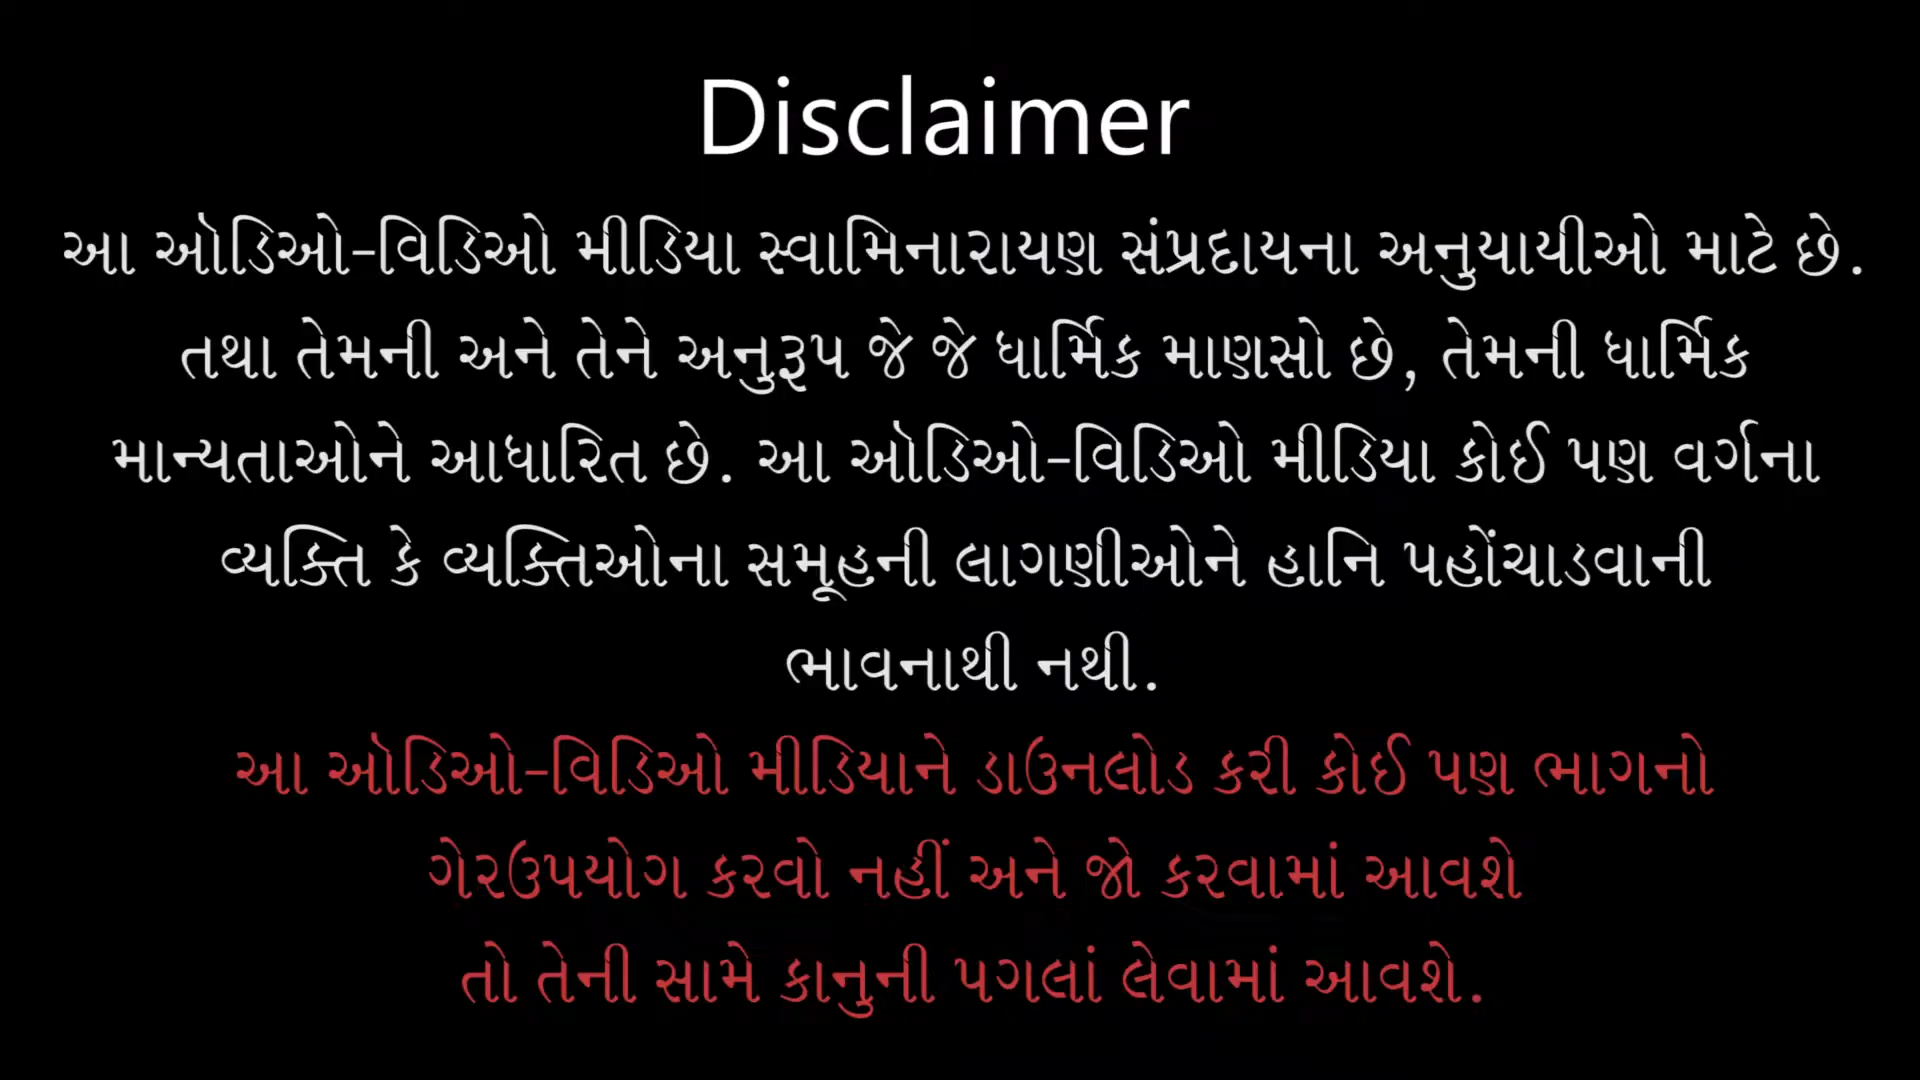 Disclaimer
આ ઑડિઓ-વિડિઓ મીડિયા સ્વામિનારાયણ સંપ્રદાયના અનુયાયીઓ માટે છે.
તથા તેમની અને તેને અનુરૂપ જે જે ધાર્મિક માણસો છે, તેમની ધાર્મિક
માન્યતાઓને આધારિત છે. આ ઑડિઓ-વિડિઓ મીડિયા કોઈ પણ વર્ગના
વ્યક્તિ કે વ્યક્તિઓના સમૂહની લાગણીઓને હાનિ પહોંચાડવાની
ભાવનાથી નથી.
આ ઑડિઓ-વિડિઓ મીડિયાને ડાઉનલોડ કરી કોઈ પણ ભાગનો
ગેરઉપયોગ કરવો નહીં અને જો કરવામાં આવશે
તો તેની સામે કાનુની પગલાં લેવામાં આવશે.